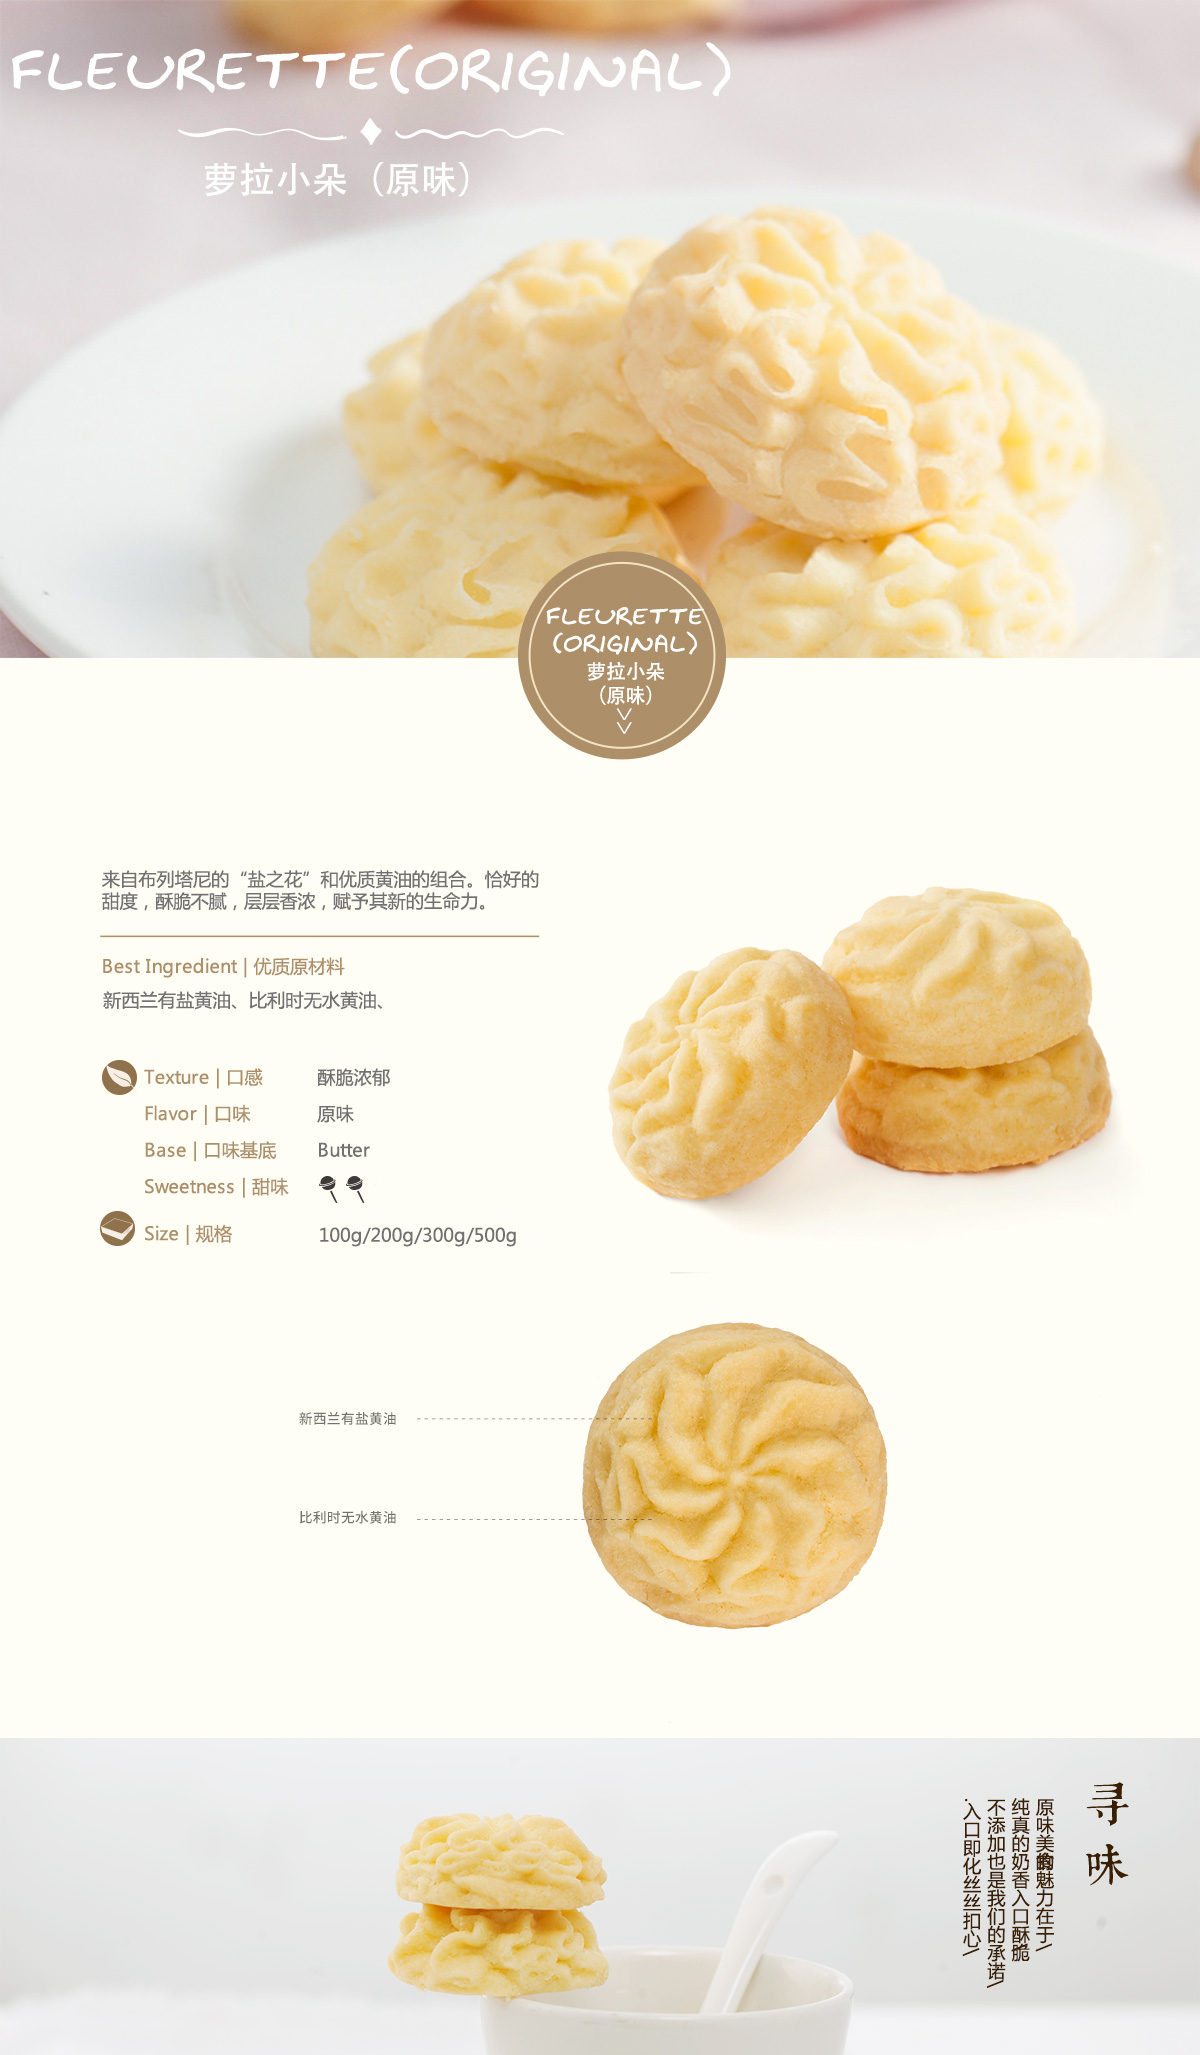 FLEURETTE(ORIGINAL)
萝拉小朵（原味）
FLEURETTE
(ORIGINAL)
萝拉小朵
（原味）
来自布列塔尼的“盐之花”和优质黄油的组合。恰好的
甜度，酥脆不腻，层层香浓，赋予其新的生命力。
Best Ingredient | 优质原材料
新西兰有盐黄油、比利时无水黄油、
Texture | 口感 酥脆浓郁
Flavor | 口味 原味
Base | 口味基底 Butter
Sweetness | 甜味
Size | 规格 100g/200g/300g/500g
新西兰有盐黄油
比利时无水黄油
寻味
原味美的魅力在于/
纯真的奶香入口酥脆
不添加也是我们的承诺/
.入口即化丝丝扣心/